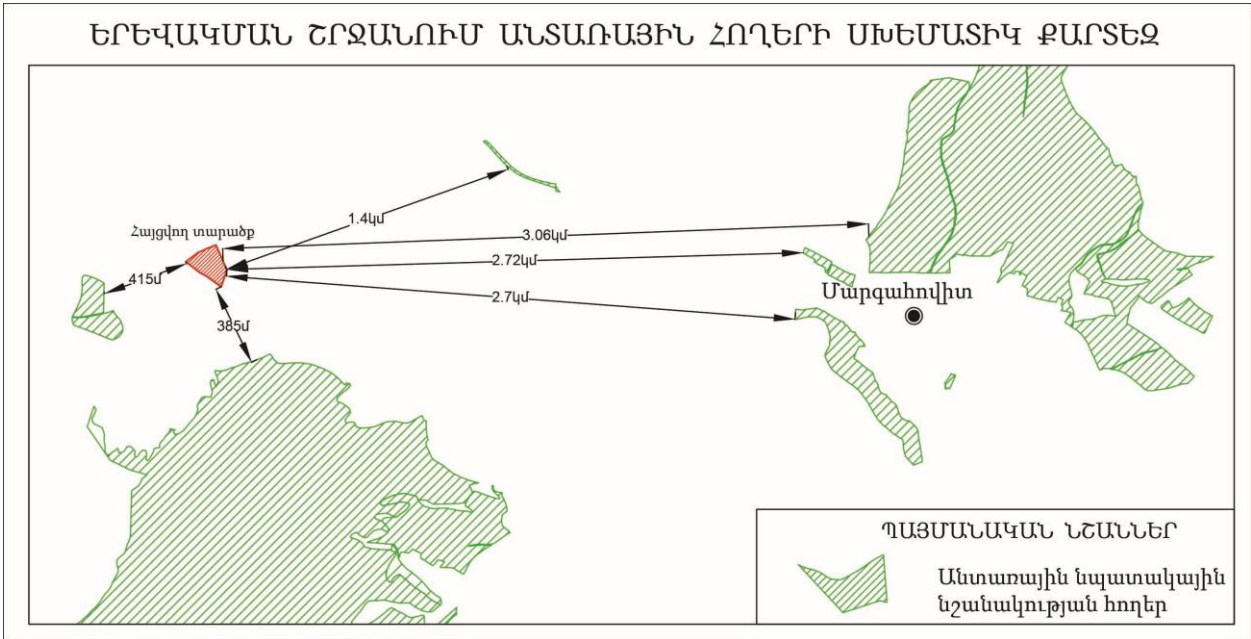 ԵՐԵՎԱԿՄԱՆ ՇՐՋԱՆՈՒՄ ԱՆՏԱՌԱՅԻՆ ՀՈՂԵՐԻ ՍԽԵՄԱՏԻԿ ՔԱՐՏԵԶ
1.4կմ
Հայցվող տարածք
3.06կմ
2.72կմ
415մ
Մարգահովիտ
2.7կմ
385մ
ՊԱՅՄԱՆԱԿԱՆ ՆՇԱՆՆԵՐ
Անտառային նպատակային
նշանակության հողեր